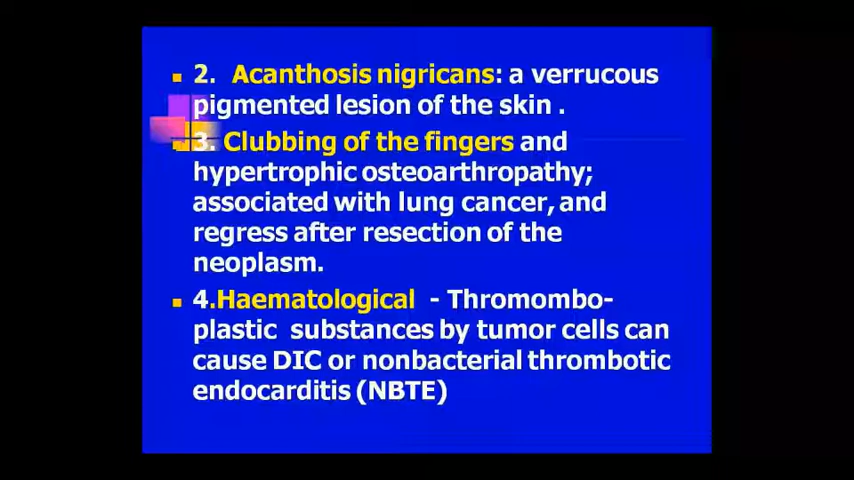 2. Acanthosis nigricans: a verrucous
pigmented lesion of the skin .
3. Clubbing of the fingers and
hypertrophic osteoarthropathy;
associated with lung cancer, and
regress after resection of the
neoplasm.
4.Haematological - Thromombo-
plastic substances by tumor cells can
cause DIC or nonbacterial thrombotic
endocarditis (NBTE)